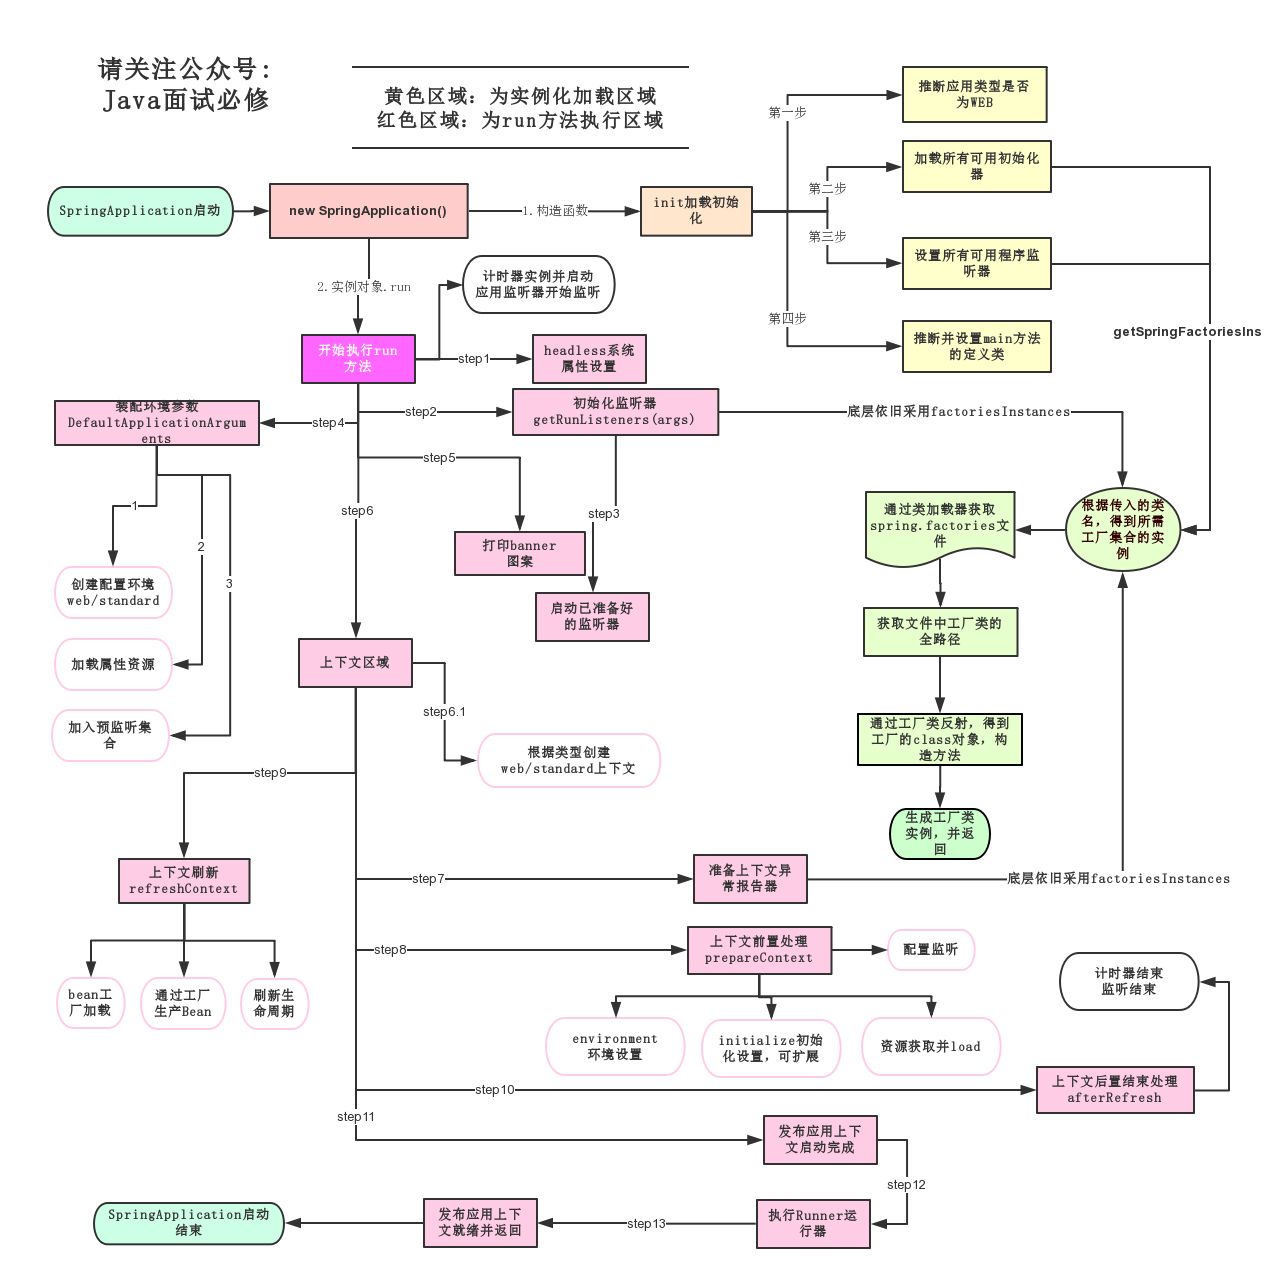 请关注公众号:
Java面试必修
黄色区域: 为实例化加载区域
红色区域: 为run方法执行区域
SpringApplication启动
new SpringApplication()
1.构造函数
init加载初始
化
第一步
推断应用类型是否
为WEB
第二步
加载所有可用初始化
器
第三步
设置所有可用程序监
听器
第四步
推断并设置main方法
的定义类
getSpringFactoriesIns
2.实例对象.run
计时器实例并启动
应用监听器开始监听
开始执行run
方法
step1
headless系统
属性设置
step2
初始化监听器
getRunListeners(args)
底层依旧采用factoriesInstances
step4
装配环境参数
DefaultApplicationArgum
ents
step5
step6
step3
打印banner
图案
启动已准备好
的监听器
1
2
3
创建配置环境
web/standard
加载属性资源
加入预监听集
合
根据传入的类
名, 得到所需
工厂集合的实
例
通过类加载器获取
spring.factories文
件
获取文件中工厂类的
全路径
通过工厂类反射, 得到
工厂的class对象, 构
造方法
生成工厂类
实例, 并返
回
上下文区域
step6.1
根据类型创建
web/standard上下文
step9
上下文刷新
refreshContext
bean工
厂加载
通过工厂
生产Bean
刷新生
命周期
step7
准备上下文异
常报告器
底层依旧采用factoriesInstances
step8
上下文前置处理
prepareContext
配置监听
environment
环境设置
initialize初始
化设置, 可扩展
资源获取并load
计时器结束
监听结束
step10
上下文后置结束处理
afterRefresh
step11
发布应用上下
文启动完成
step12
执行Runner运
行器
step13
发布应用上下
文就绪并返回
SpringApplication启动
结束